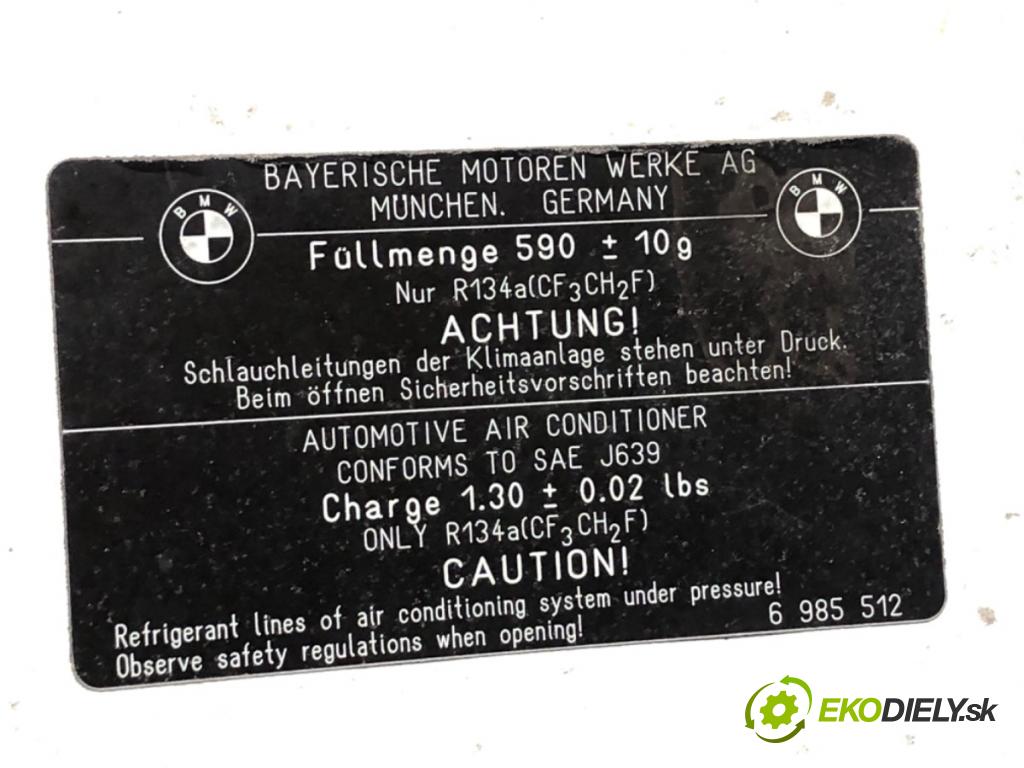 BAYERISCHE MOTOREN WERKE AG
MÜNCHEN. GERMANY
BMW
BMW
Füllmenge 590 ± 10g
Nur R134a(CF3CH2F)
ACHTUNG!
Schlauchleitungen der Klimaanlage stehen unter Druck.
Beim öffnen Sicherheitsvorschriften beachten!
AUTOMOTIVE AIR CONDITIONER
CONFORMS TO SAE J639
Charge 1.30 ± 0.02 lbs
ONLY R134a(CF3CH2F)
CAUTION!
Refrigerant lines of air conditioning system under pressure!
Observe safety regulations when opening!
6 985 512
EKODIELY.sk